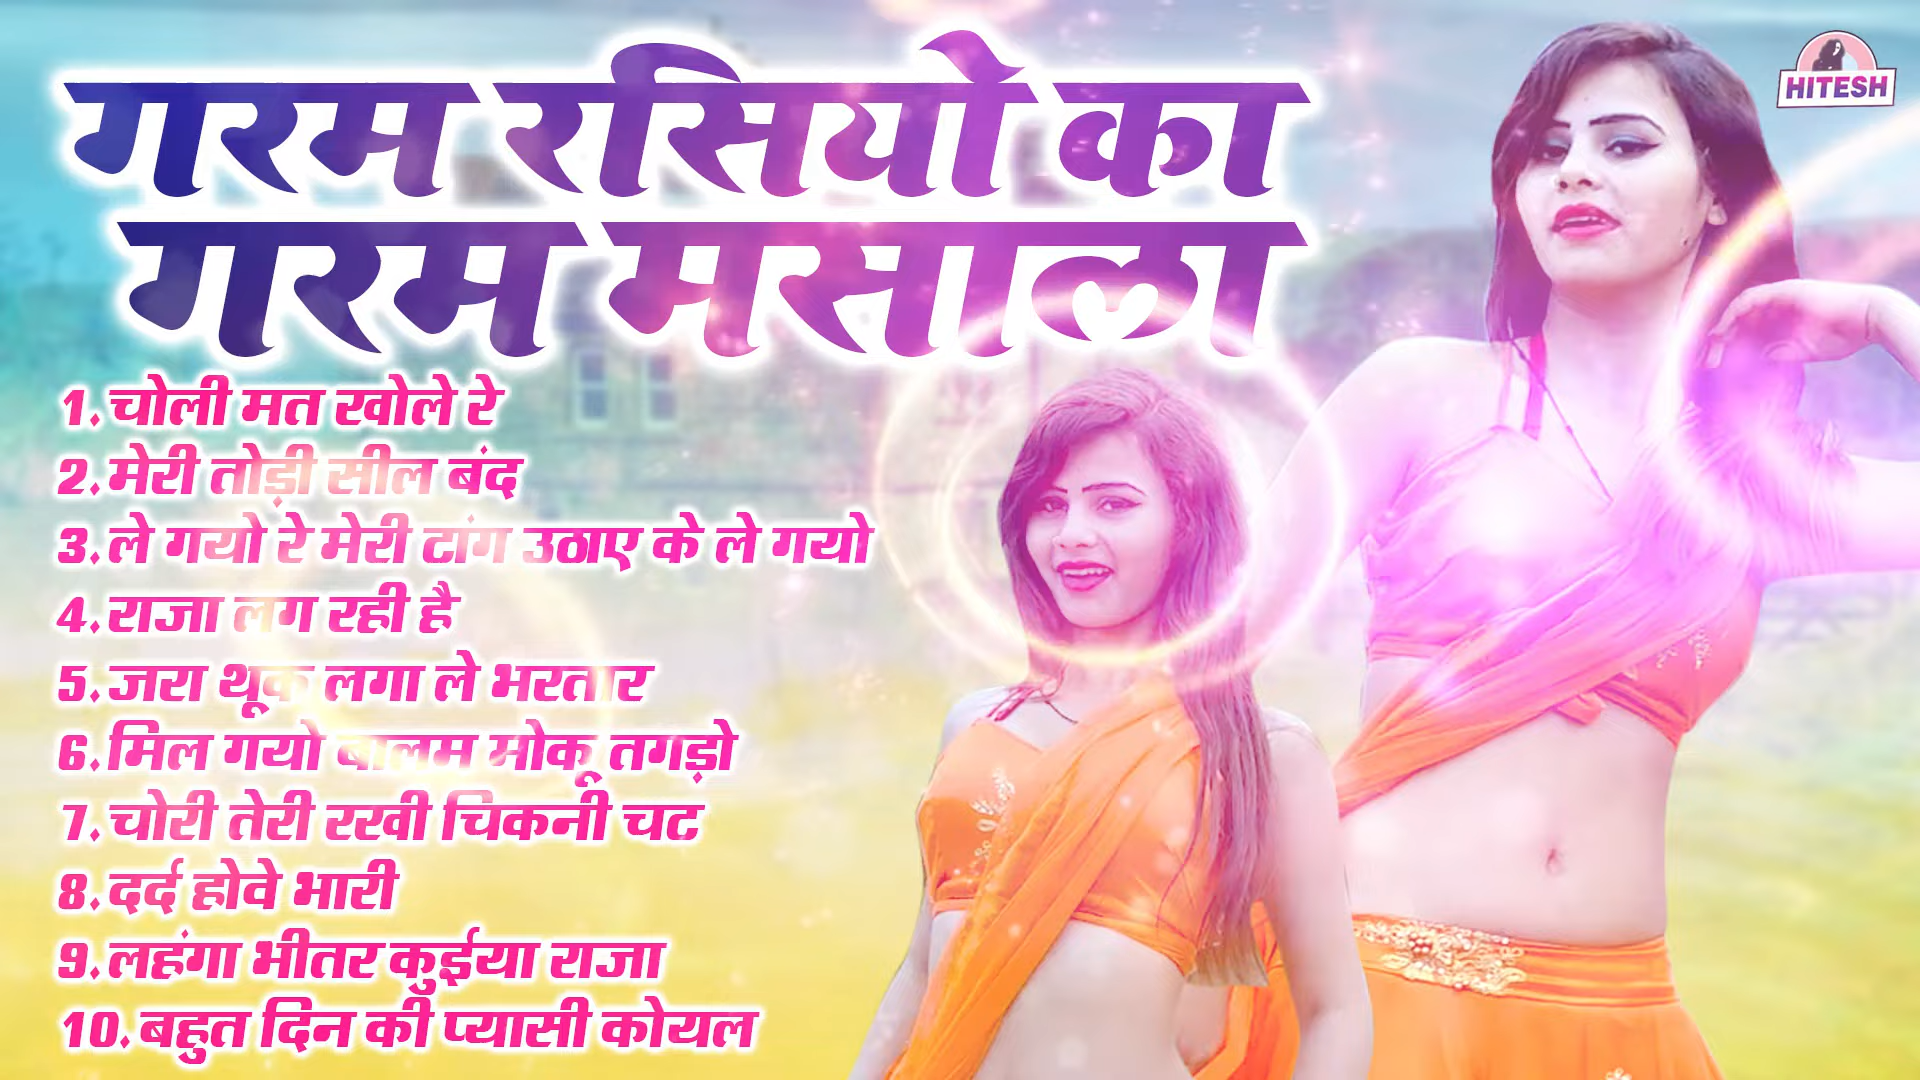 गरम रसियो का
गरम मसाला
HITESH
1. चोली मत खोले रे
2. मेरी तोड़ी सील बंद
3. ले गयो रे मेरी टांग उठाए के ले गयो
4. राजा लग रही है
5. जरा थूक लगा ले भरतार
6. मिल गयो बालम मोकू तगड़ो
7. चोरी तेरी रखी चिकनी चट
8. दर्द होवे भारी
9. लहंगा भीतर कुईया राजा
10. बहुत दिन की प्यासी कोयल